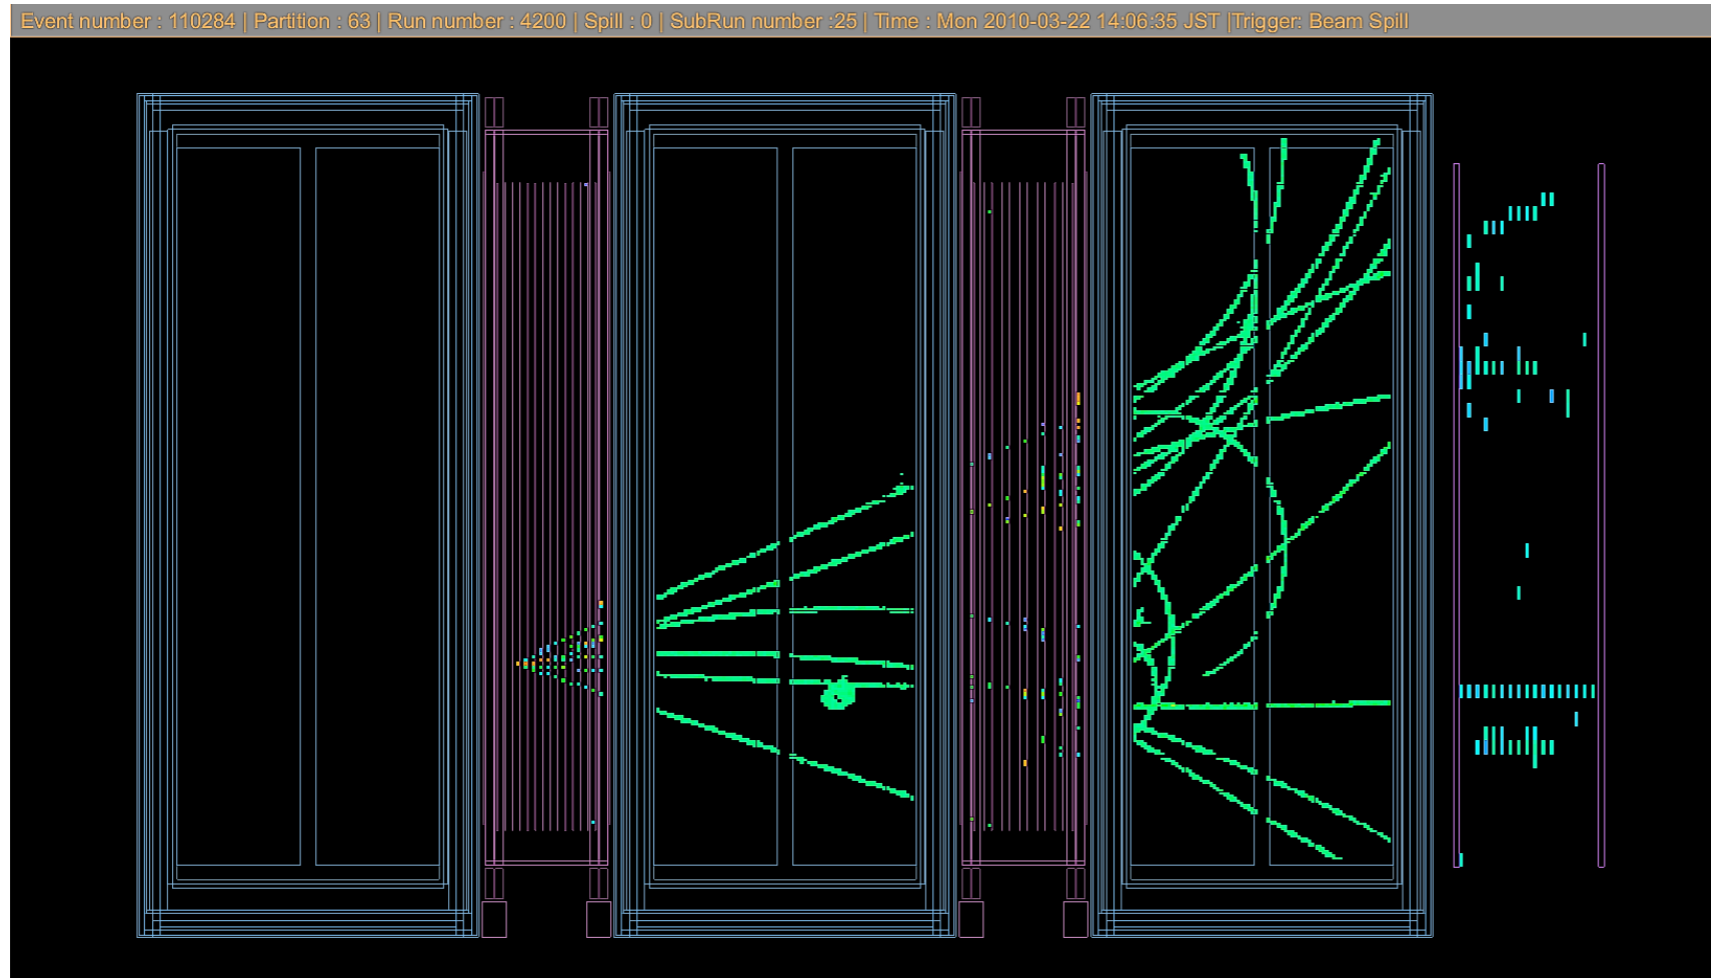 Event number : 110284 | Partition : 63 | Run number : 4200 | Spill : 0 | SubRun number :25 | Time : Mon 2010-03-22 14:06:35 JST |Trigger: Beam Spill